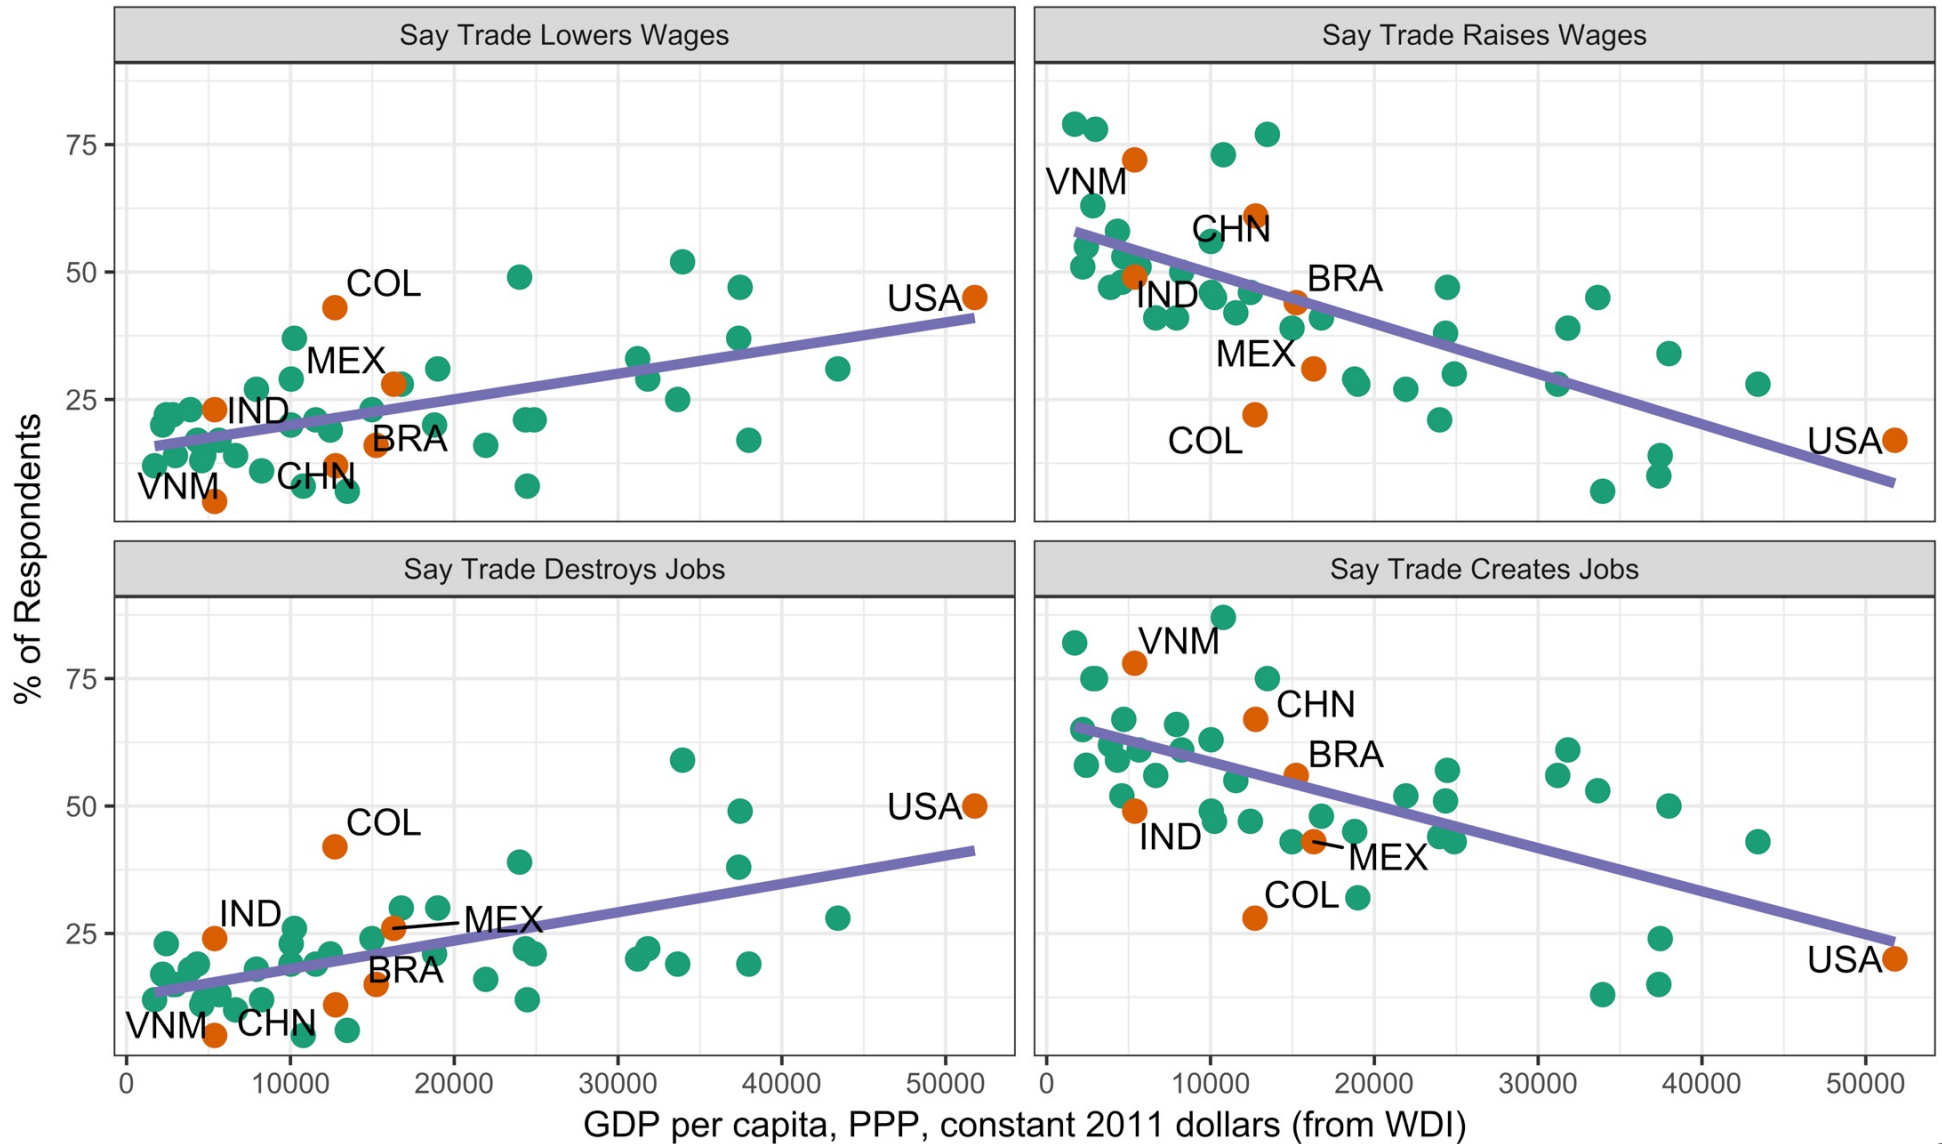 Say Trade Lowers Wages
Say Trade Raises Wages
75
50
25
COL
MEX
IND
BRA
CHN
VNM
USA
VNM
CHN
BRA
IND
MEX
COL
USA
% of Respondents
Say Trade Destroys Jobs
Say Trade Creates Jobs
75
50
25
COL
USA
IND
MEX
BRA
VNM
CHN
VNM
CHN
BRA
IND
MEX
COL
USA
0 10000 20000 30000 40000 50000
0 10000 20000 30000 40000 50000
GDP per capita, PPP, constant 2011 dollars (from WDI)